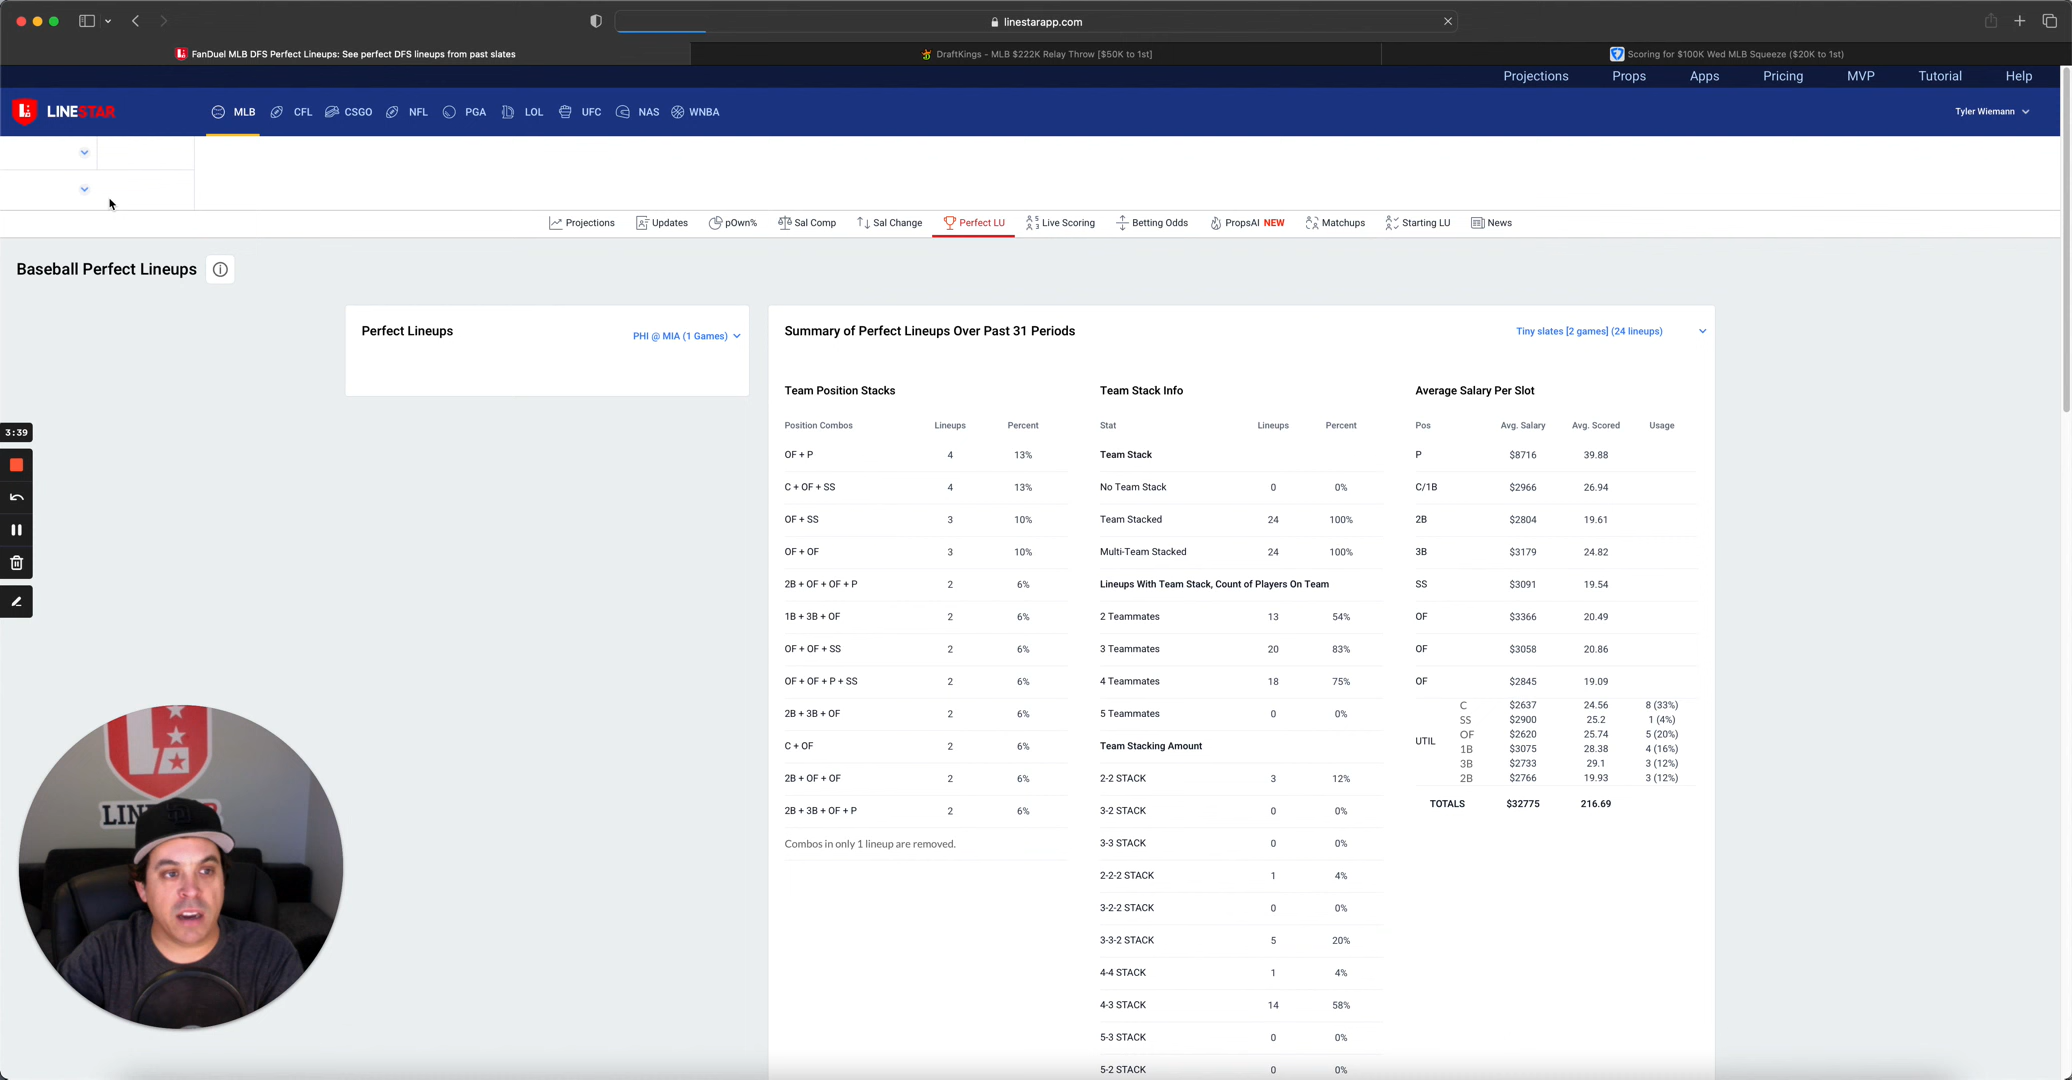 linestarapp.com
FanDuel MLB DFS Perfect Lineups: See perfect DFS lineups from past slates
DraftKings - MLB $222K Relay Throw [$50K to 1st]
Scoring for $100K Wed MLB Squeeze ($20K to 1st)
Projections Props Apps Pricing MVP Tutorial Help
LINESTAR MLB CFL CSGO NFL PGA LOL UFC NAS WNBA Tyler Wiemann
Projections Updates pOwn% Sal Comp Sal Change Perfect LU Live Scoring Betting Odds PropsAI NEW Matchups Starting LU News
Baseball Perfect Lineups
Perfect Lineups PHI @ MIA (1 Games)
Summary of Perfect Lineups Over Past 31 Periods Tiny slates [2 games] (24 lineups)
Team Position Stacks
Position Combos Lineups Percent
OF + P 4 13%
C + OF + SS 4 13%
OF + SS 3 10%
OF + OF 3 10%
2B + OF + OF + P 2 6%
1B + 3B + OF 2 6%
OF + OF + SS 2 6%
OF + OF + P + SS 2 6%
2B + 3B + OF 2 6%
C + OF 2 6%
2B + OF + OF 2 6%
2B + 3B + OF + P 2 6%
Combos in only 1 lineup are removed.
Team Stack Info
Stat Lineups Percent
Team Stack
No Team Stack 0 0%
Team Stacked 24 100%
Multi-Team Stacked 24 100%
Lineups With Team Stack, Count of Players On Team
2 Teammates 13 54%
3 Teammates 20 83%
4 Teammates 18 75%
5 Teammates 0 0%
Team Stacking Amount
2-2 STACK 3 12%
3-2 STACK 0 0%
3-3 STACK 0 0%
2-2-2 STACK 1 4%
3-2-2 STACK 0 0%
3-3-2 STACK 5 20%
4-4 STACK 1 4%
4-3 STACK 14 58%
5-3 STACK 0 0%
5-2 STACK 0 0%
Average Salary Per Slot
Pos Avg. Salary Avg. Scored Usage
P $8716 39.88
C/1B $2966 26.94
2B $2804 19.61
3B $3179 24.82
SS $3091 19.54
OF $3366 20.49
OF $3058 20.86
OF $2845 19.09
UTIL
C $2637 24.56 8 (33%)
SS $2900 25.2 1 (4%)
OF $2620 25.74 5 (20%)
1B $3075 28.38 4 (16%)
3B $2733 29.1 3 (12%)
2B $2766 19.93 3 (12%)
TOTALS $32775 216.69
3:39
LIN